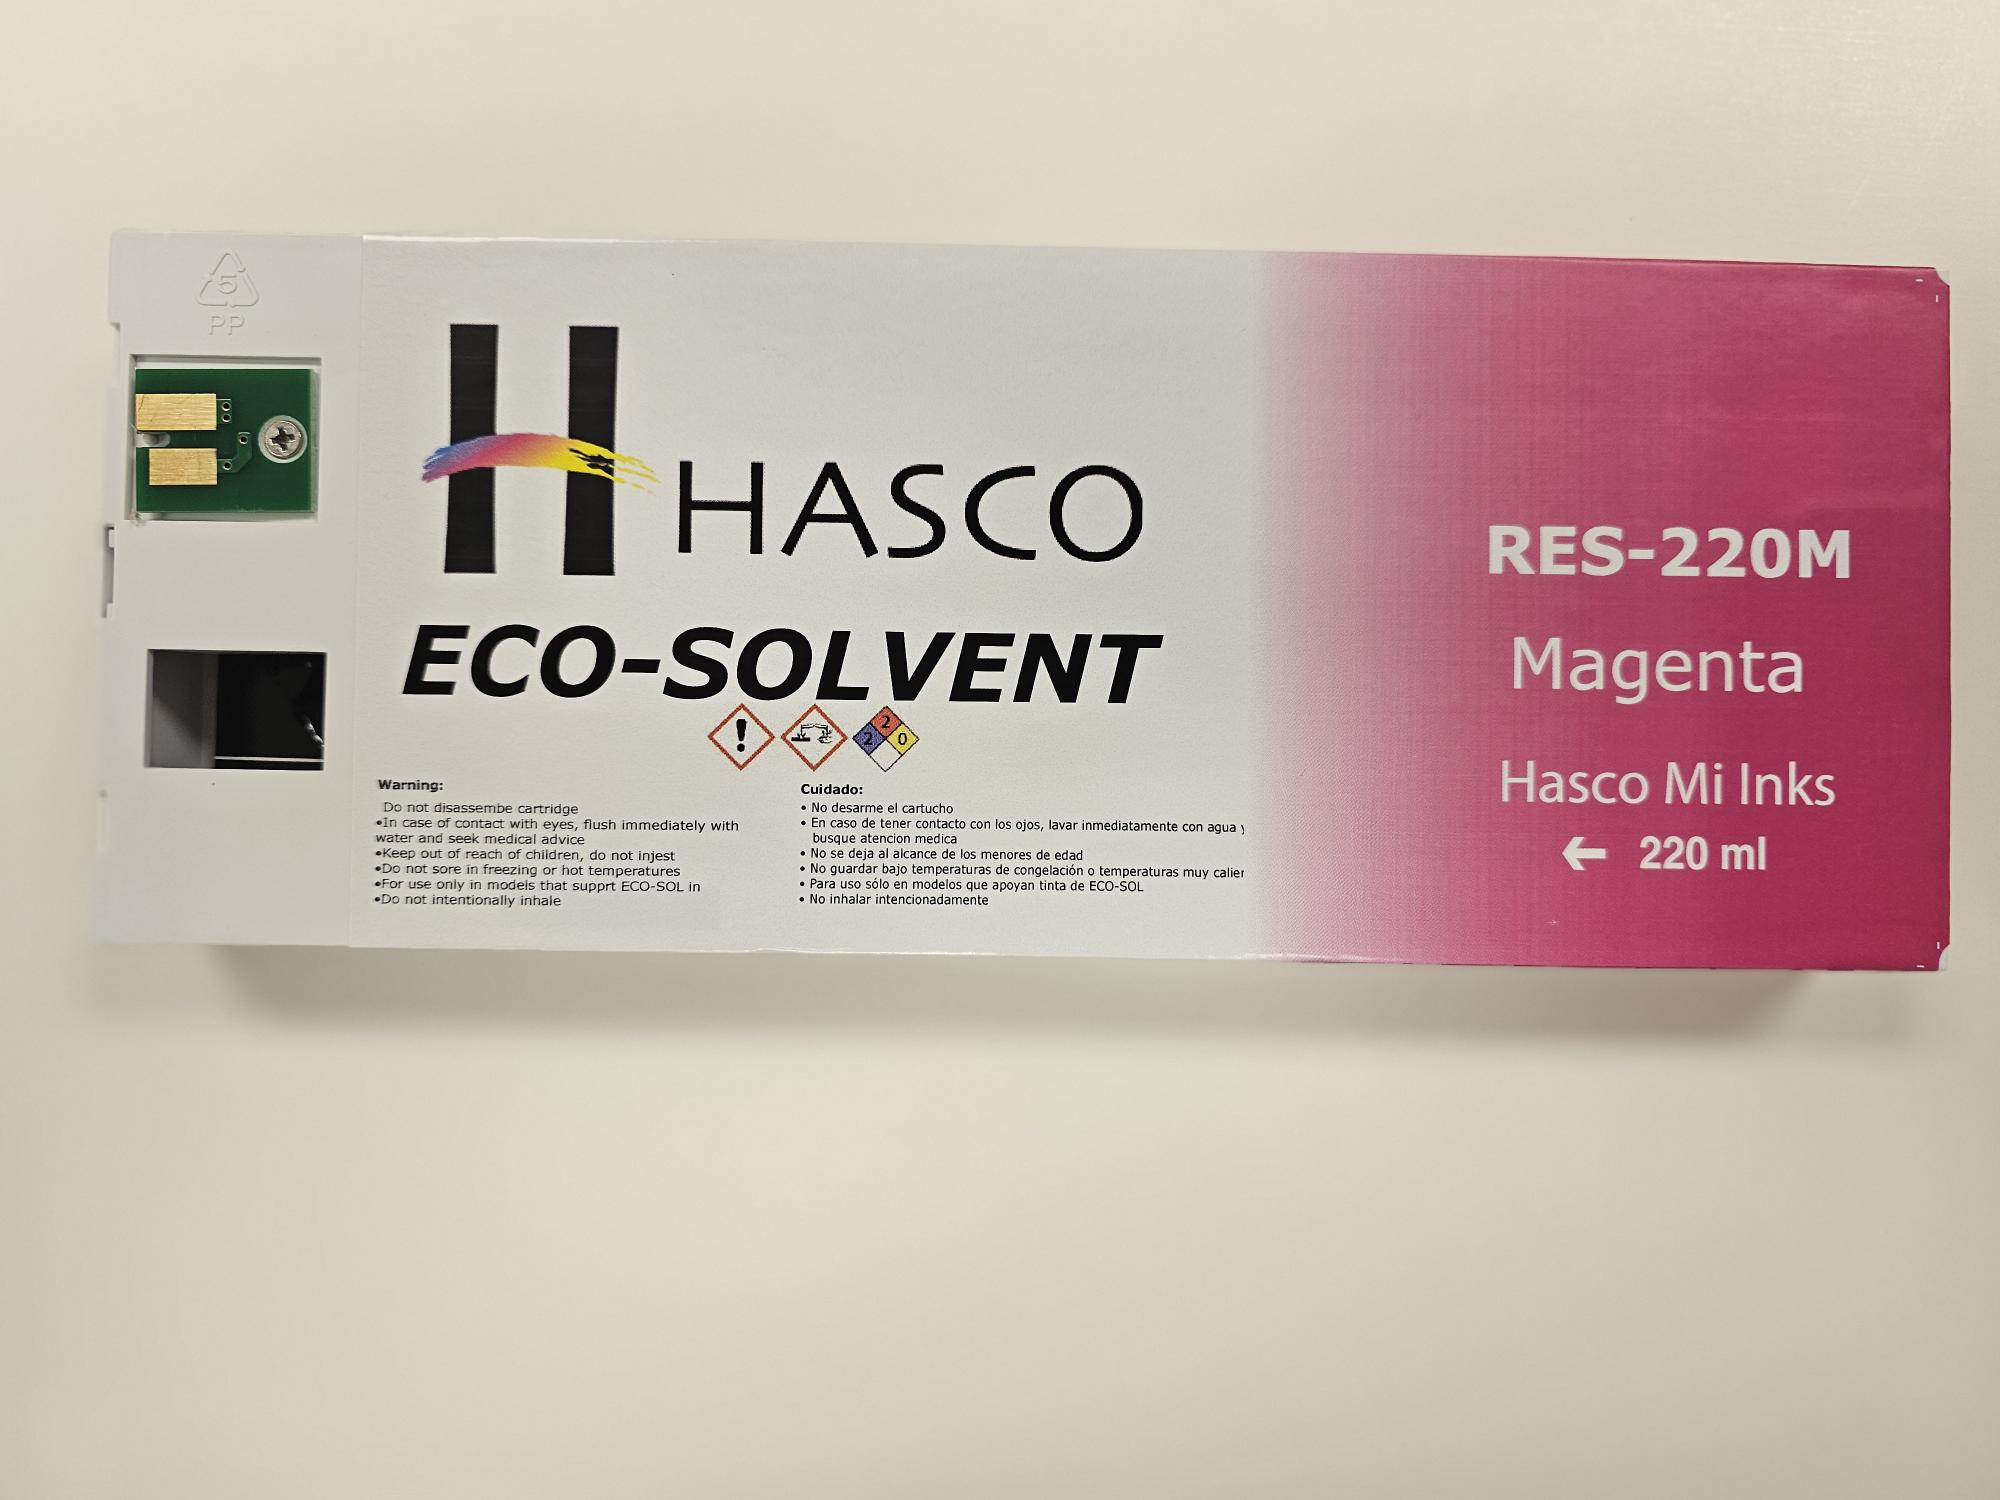 5
PP
H HASCO
ECO-SOLVENT
2
2 0
Warning:
Do not disassembe cartridge
•In case of contact with eyes, flush immediately with
water and seek medical advice
•Keep out of reach of children, do not injest
•Do not sore in freezing or hot temperatures
•For use only in models that supprt ECO-SOL in
•Do not intentionally inhale
Cuidado:
• No desarme el cartucho
• En caso de tener contacto con los ojos, lavar inmediatamente con agua y
busque atencion medica
• No se deja al alcance de los menores de edad
• No guardar bajo temperaturas de congelación o temperaturas muy calier
• Para uso sólo en modelos que apoyan tinta de ECO-SOL
• No inhalar intencionadamente
RES-220M
Magenta
Hasco Mi Inks
← 220 ml